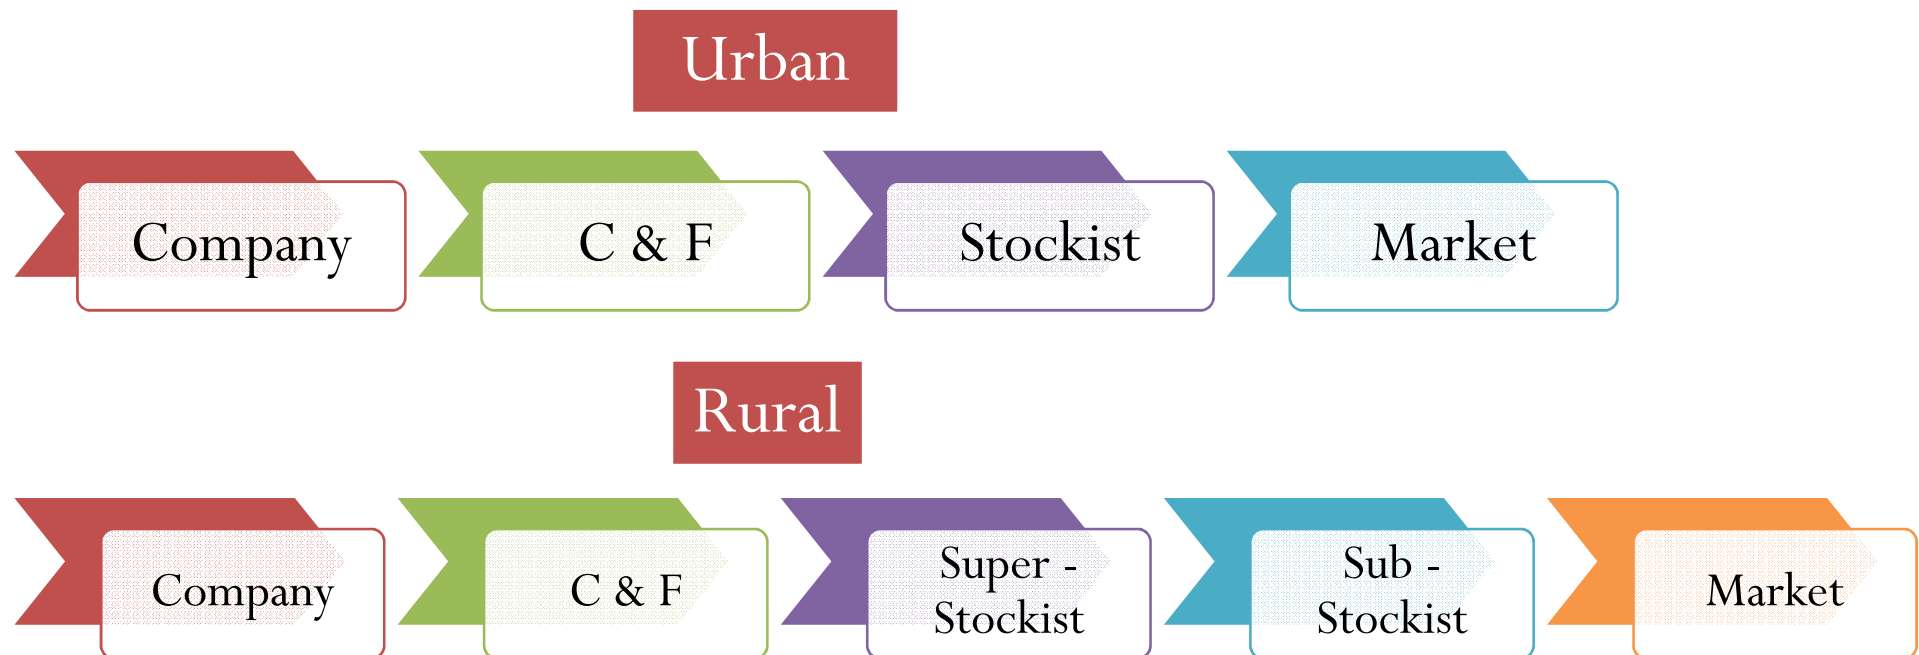 Urban
Company
C & F
Stockist
Market
Rural
Company
C & F
Super -
Stockist
Sub -
Stockist
Market